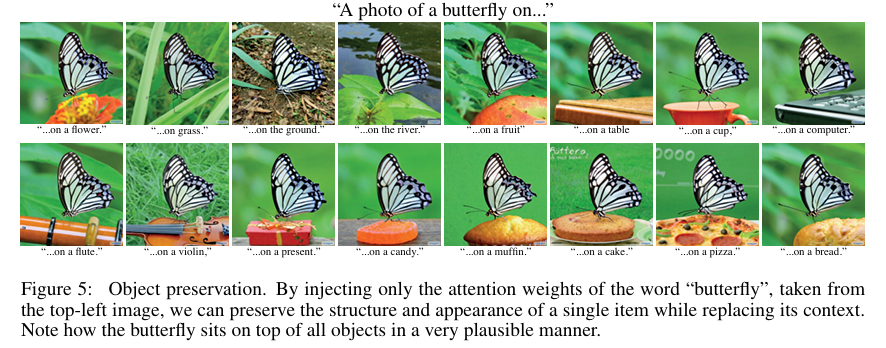 “A photo of a butterfly on...”
“...on a flower.” “...on grass.” “...on the ground.” “...on the river.” “...on a fruit” “...on a table “...on a cup,” “...on a computer.”
“...on a flute.” “...on a violin,” “...on a present.” “...on a candy.” “...on a muffin.” “...on a cake.” “...on a pizza.” “...on a bread.”
Figure 5: Object preservation. By injecting only the attention weights of the word “butterfly”, taken from
the top-left image, we can preserve the structure and appearance of a single item while replacing its context.
Note how the butterfly sits on top of all objects in a very plausible manner.